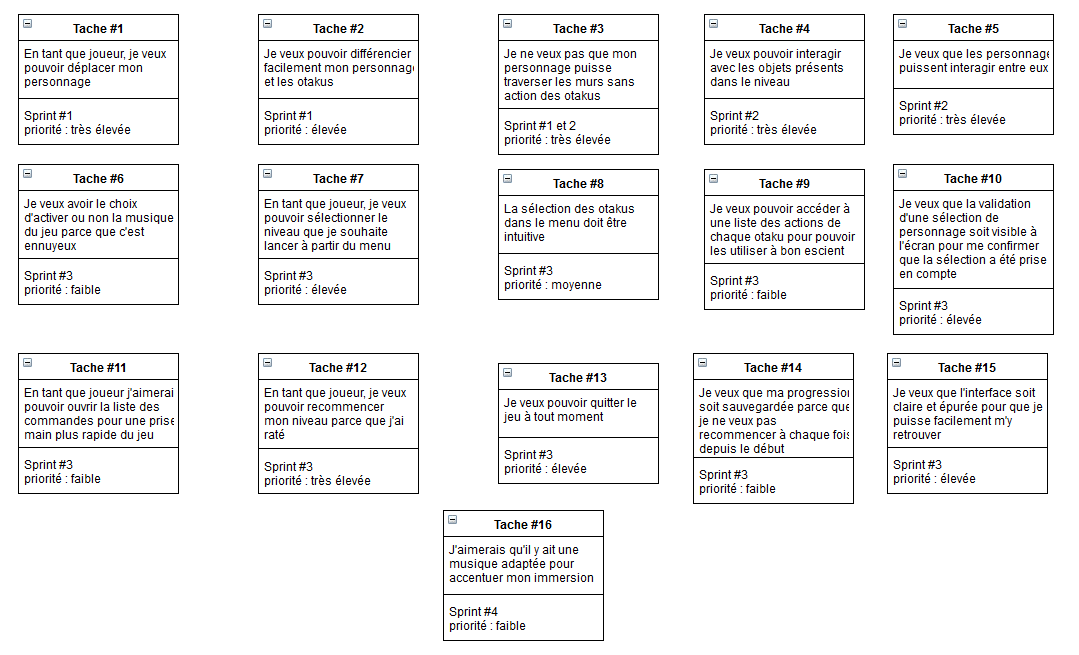 Tache #1
En tant que joueur, je veux
pouvoir déplacer mon
personnage
Sprint #1
priorité : très élevée
Tache #2
Je veux pouvoir différencier
facilement mon personnag
et les otakus
Sprint #1
priorité : élevée
Tache #3
Je ne veux pas que mon
personnage puisse
traverser les murs sans
action des otakus
Sprint #1 et 2
priorité : très élevée
Tache #4
Je veux pouvoir interagir
avec les objets présents
dans le niveau
Sprint #2
priorité : très élevée
Tache #5
Je veux que les personnage
puissent interagir entre eux
Sprint #2
priorité : très élevée
Tache #6
Je veux avoir le choix
d'activer ou non la musique
du jeu parce que c'est
ennuyeux
Sprint #3
priorité : faible
Tache #7
En tant que joueur, je veux
pouvoir sélectionner le
niveau que je souhaite
lancer à partir du menu
Sprint #3
priorité : élevée
Tache #8
La sélection des otakus
dans le menu doit être
intuitive
Sprint #3
priorité : moyenne
Tache #9
Je veux pouvoir accéder à
une liste des actions de
chaque otaku pour pouvoir
les utiliser à bon escient
Sprint #3
priorité : faible
Tache #10
Je veux que la validation
d'une sélection de
personnage soit visible à
l'écran pour me confirmer
que la sélection a été prise
en compte
Sprint #3
priorité : élevée
Tache #11
En tant que joueur j'aimerai
pouvoir ouvrir la liste des
commandes pour une prise
main plus rapide du jeu
Sprint #3
priorité : faible
Tache #12
En tant que joueur, je veux
pouvoir recommencer
mon niveau parce que j'ai
raté
Sprint #3
priorité : très élevée
Tache #13
Je veux pouvoir quitter le
jeu à tout moment
Sprint #3
priorité : élevée
Tache #14
Je veux que ma progression
soit sauvegardée parce que
je ne veux pas
recommencer à chaque fois
depuis le début
Sprint #3
priorité : faible
Tache #15
Je veux que l'interface soit
claire et épurée pour que je
puisse facilement m'y
retrouver
Sprint #3
priorité : élevée
Tache #16
J'aimerais qu'il y ait une
musique adaptée pour
accentuer mon immersion
Sprint #4
priorité : faible